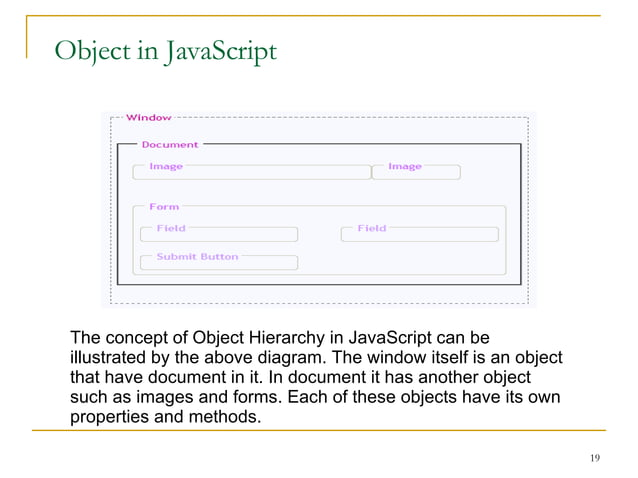 Object in JavaScript
Window
Document
Image Image
Form
Field Field
Submit Button
The concept of Object Hierarchy in JavaScript can be
illustrated by the above diagram. The window itself is an object
that have document in it. In document it has another object
such as images and forms. Each of these objects have its own
properties and methods.
19